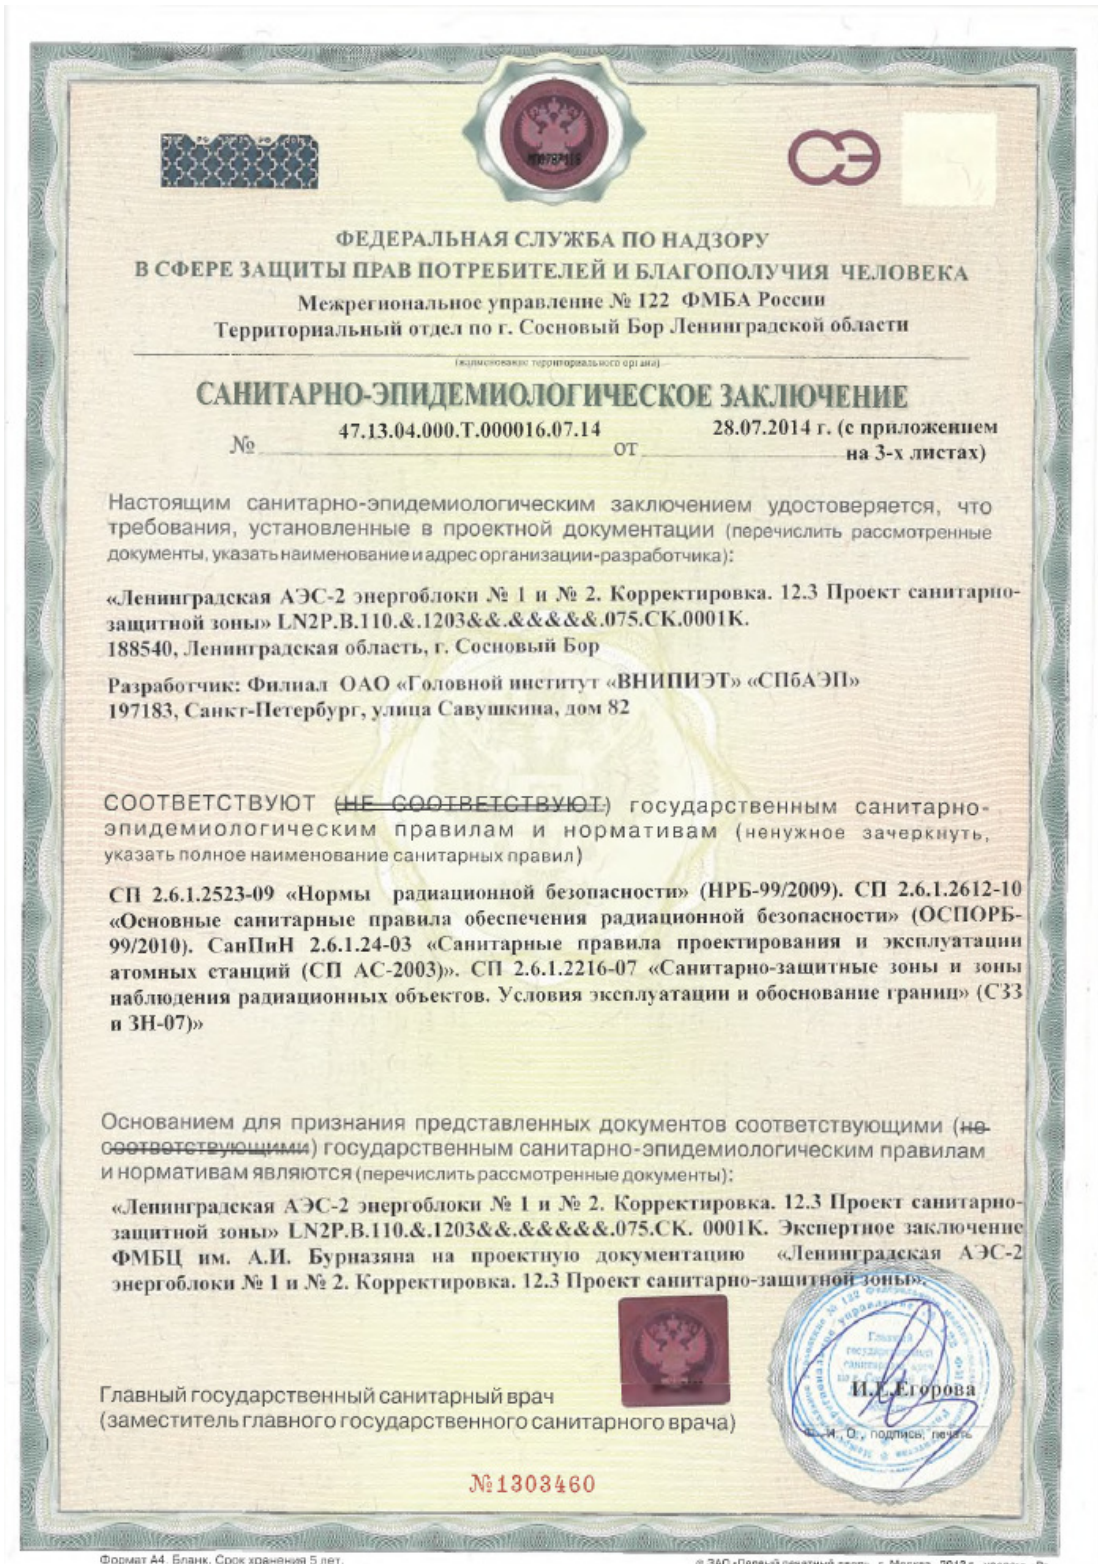 ФЕДЕРАЛЬНАЯ СЛУЖБА ПО НАДЗОРУ
В СФЕРЕ ЗАЩИТЫ ПРАВ ПОТРЕБИТЕЛЕЙ И БЛАГОПОЛУЧИЯ ЧЕЛОВЕКА
Межрегиональное управление № 122 ФМБА России
Территориальный отдел по г. Сосновый Бор Ленинградской области
(наименование территориального органа)
САНИТАРНО-ЭПИДЕМИОЛОГИЧЕСКОЕ ЗАКЛЮЧЕНИЕ
№ 47.13.04.000.Т.000016.07.14 от 28.07.2014 г. (с приложением
на 3-х листах)
Настоящим санитарно-эпидемиологическим заключением удостоверяется, что
требования, установленные в проектной документации (перечислить рассмотренные
документы, указать наименование и адрес организации-разработчика):
«Ленинградская АЭС-2 энергоблоки № 1 и № 2. Корректировка. 12.3 Проект санитарно-
защитной зоны» LN2P.B.110.&.1203&&.&&&&&.075.CK.0001K.
188540, Ленинградская область, г. Сосновый Бор
Разработчик: Филиал ОАО «Головной институт «ВНИПИЭТ» «СПбАЭП»
197183, Санкт-Петербург, улица Савушкина, дом 82
СООТВЕТСТВУЮТ (НЕ СООТВЕТСТВУЮТ) государственным санитарно-
эпидемиологическим правилам и нормативам (ненужное зачеркнуть,
указать полное наименование санитарных правил)
СП 2.6.1.2523-09 «Нормы радиационной безопасности» (НРБ-99/2009). СП 2.6.1.2612-10
«Основные санитарные правила обеспечения радиационной безопасности» (ОСПОРБ-
99/2010). СанПиН 2.6.1.24-03 «Санитарные правила проектирования и эксплуатации
атомных станций (СП АС-2003)». СП 2.6.1.2216-07 «Санитарно-защитные зоны и зоны
наблюдения радиационных объектов. Условия эксплуатации и обоснование границ» (СЗЗ
и ЗН-07)»
Основанием для признания представленных документов соответствующими (не
соответствующими) государственным санитарно-эпидемиологическим правилам
и нормативам являются (перечислить рассмотренные документы):
«Ленинградская АЭС-2 энергоблоки № 1 и № 2. Корректировка. 12.3 Проект санитарно-
защитной зоны» LN2P.B.110.&.1203&&.&&&&&.075.CK. 0001K. Экспертное заключение
ФМБЦ им. А.И. Бурназяна на проектную документацию «Ленинградская АЭС-2
энергоблоки № 1 и № 2. Корректировка. 12.3 Проект санитарно-защитной зоны».
Главный государственный санитарный врач
(заместитель главного государственного санитарного врача)
И.Е.Егорова
Ф. И. О., подпись, печать
№1303460
Формат А4. Бланк. Срок хранения 5 лет.